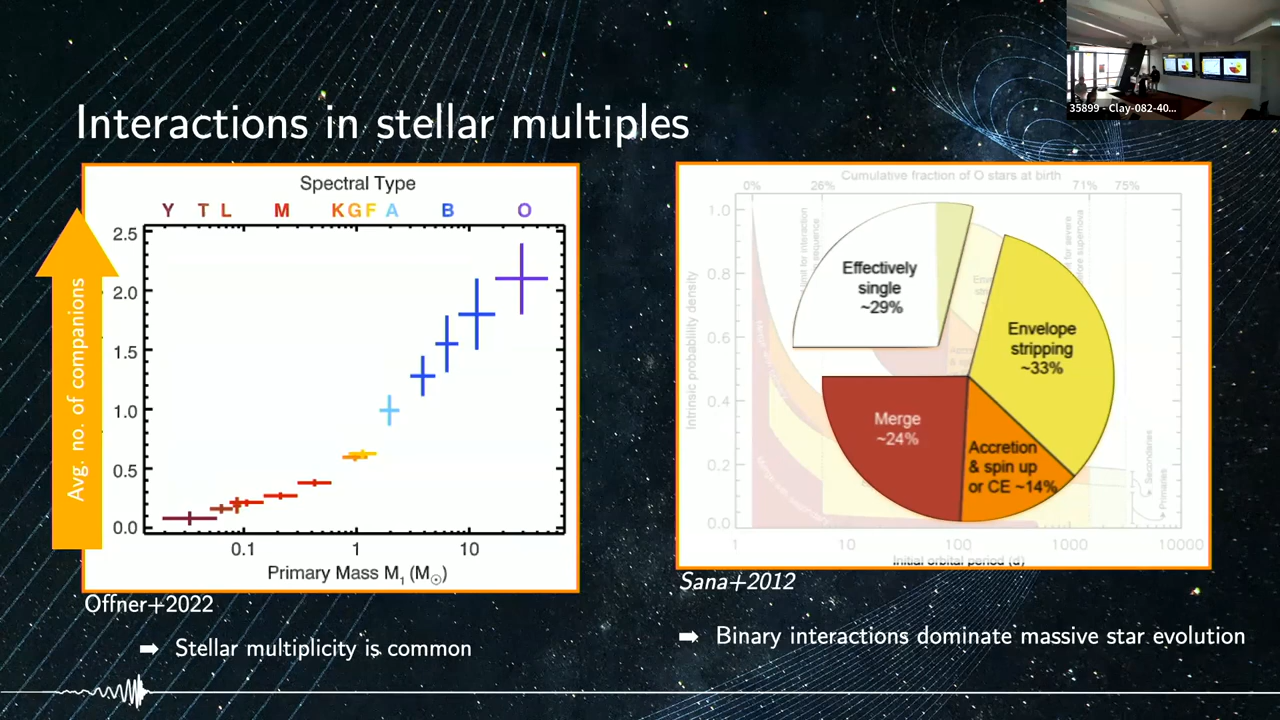 35899 - Clay-082-40...
Interactions in stellar multiples
Spectral Type
Y T L M K G F A B O
Avg. no. of companions
2.5
2.0
1.5
1.0
0.5
0.0
0.1 1 10
Primary Mass M₁ (M☉)
Offner+2022
➡ Stellar multiplicity is common
Cumulative fraction of O stars at birth
0% 26% 71% 75%
Intrinsic probability density
1.0
0.8
0.6
0.4
0.2
0.0
Effectively
single
~29%
Envelope
stripping
~33%
Merge
~24%
Accretion
& spin up
or CE ~14%
Secondaries
Primaries
1 10 100 1000 10000
Initial orbital period (d)
Sana+2012
➡ Binary interactions dominate massive star evolution